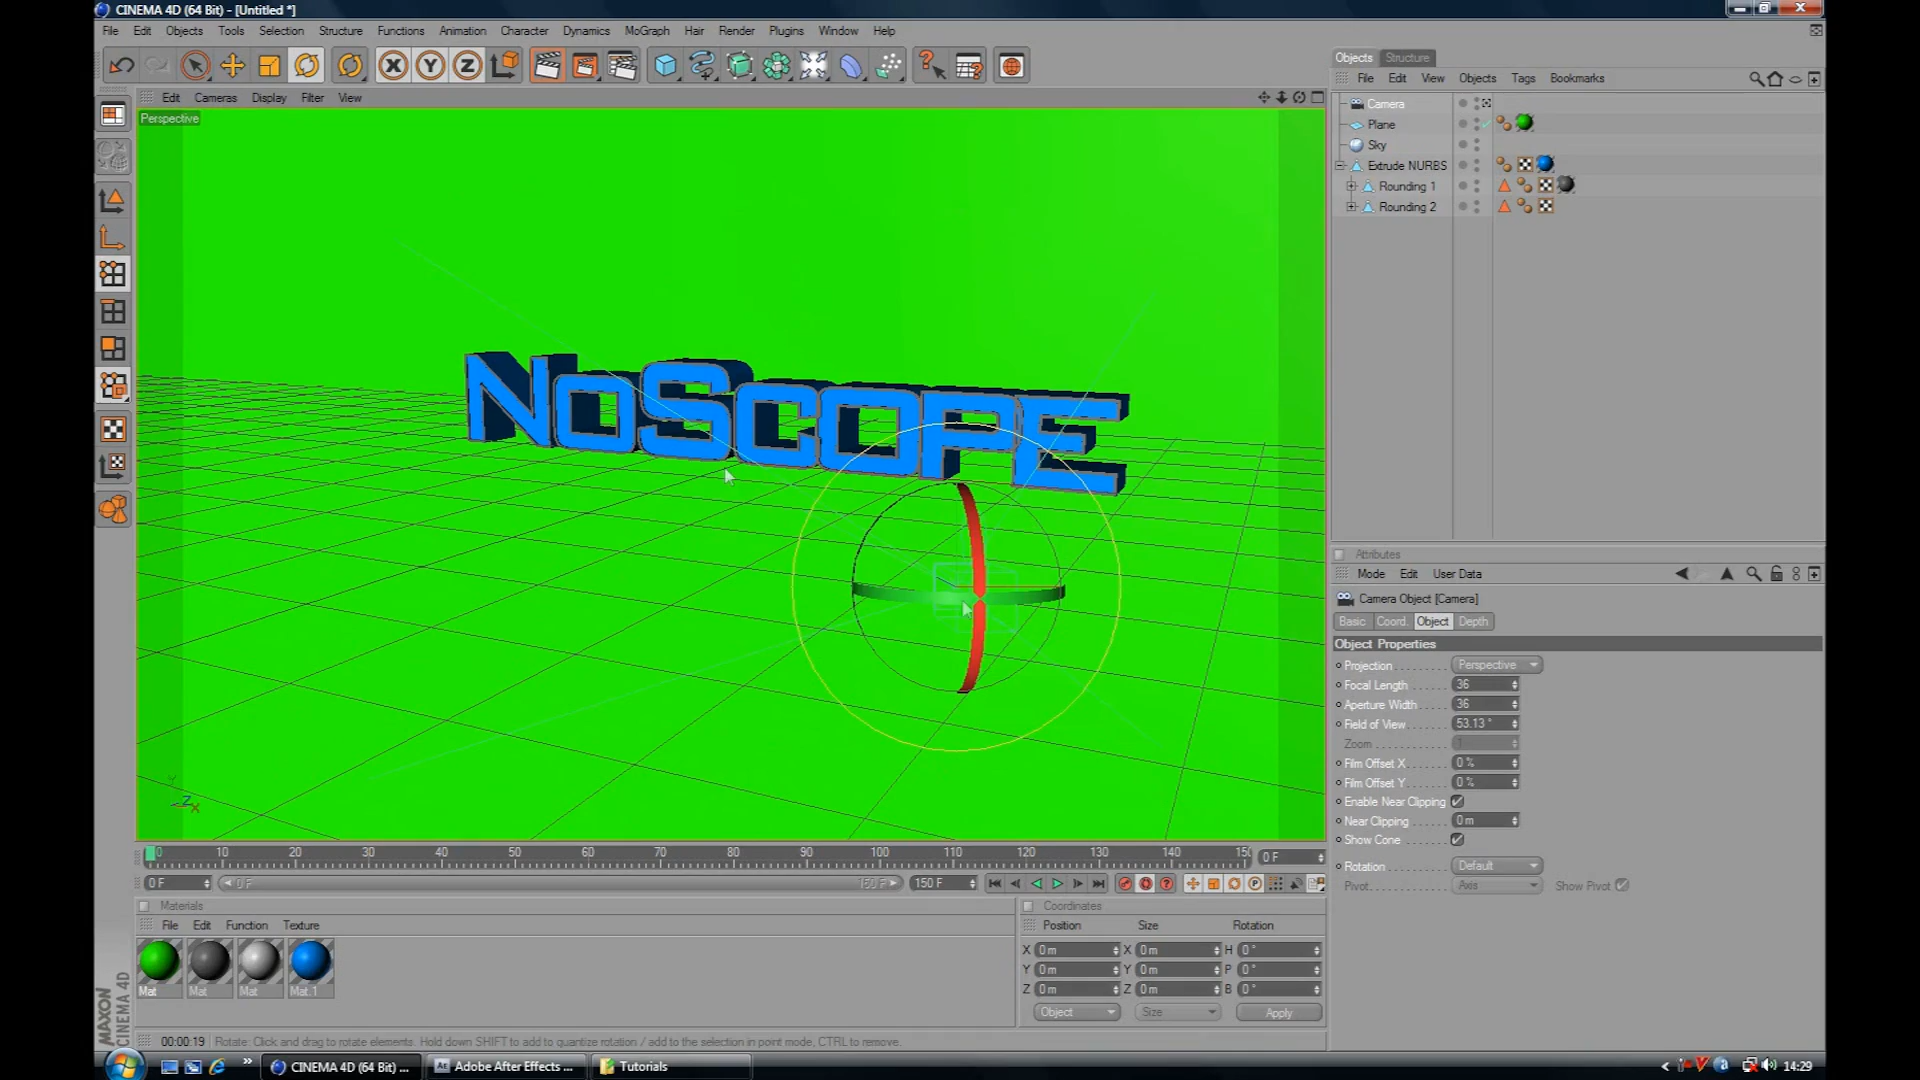 CINEMA 4D (64 Bit) - [Untitled *]
File Edit Objects Tools Selection Structure Functions Animation Character Dynamics MoGraph Hair Render Plugins Window Help
X Y Z
Objects Structure
File Edit View Objects Tags Bookmarks
Edit Cameras Display Filter View
Perspective
Camera
Plane
Sky
Extrude NURBS
Rounding 1
Rounding 2
NoScope
Attributes
Mode Edit User Data
Camera Object [Camera]
Basic Coord. Object Depth
Object Properties
Projection Perspective
Focal Length 36
Aperture Width 36
Field of View 53.13 °
Zoom 1
Film Offset X 0 %
Film Offset Y 0 %
Enable Near Clipping
Near Clipping 0 m
Show Cone
Rotation Default
Pivot Axis Show Pivot
Y
Z X
0 10 20 30 40 50 60 70 80 90 100 110 120 130 140 150 0 F
0 F 0 F 150 F 150 F
Materials
File Edit Function Texture
Mat Mat Mat Mat.1
Coordinates
Position Size Rotation
X 0 m X 0 m H 0 °
Y 0 m Y 0 m P 0 °
Z 0 m Z 0 m B 0 °
Object Size Apply
MAXON
CINEMA 4D
00:00:19 Rotate: Click and drag to rotate elements. Hold down SHIFT to add to quantize rotation / add to the selection in point mode, CTRL to remove.
CINEMA 4D (64 Bit) ... Adobe After Effects ... Tutorials 14:29